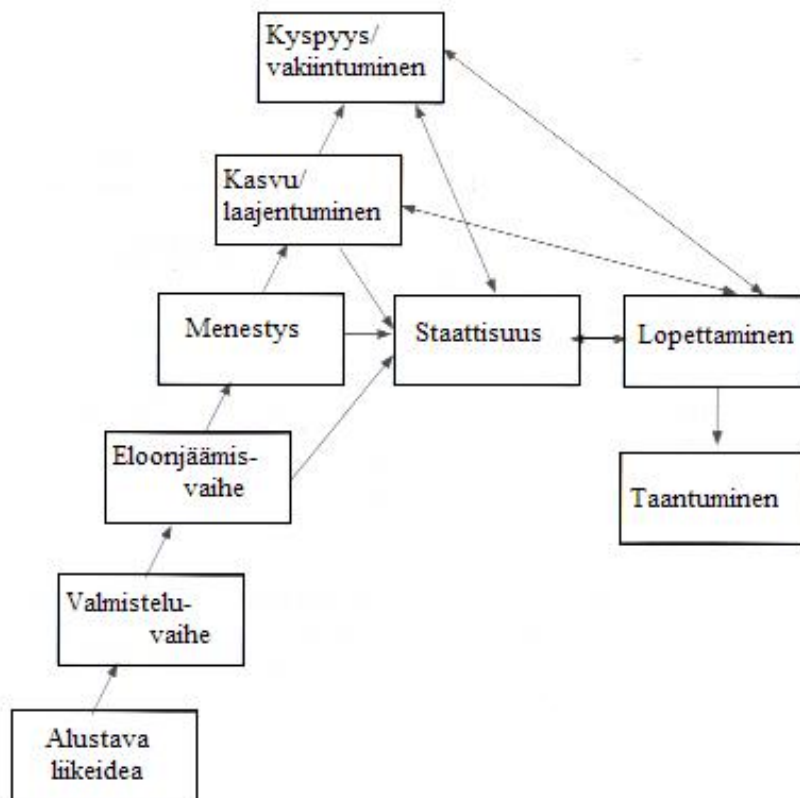 Kyspyys/
vakiintuminen
Kasvu/
laajentuminen
Menestys
Staattisuus
Lopettaminen
Eloonjäämis-
vaihe
Taantuminen
Valmistelu-
vaihe
Alustava
liikeidea